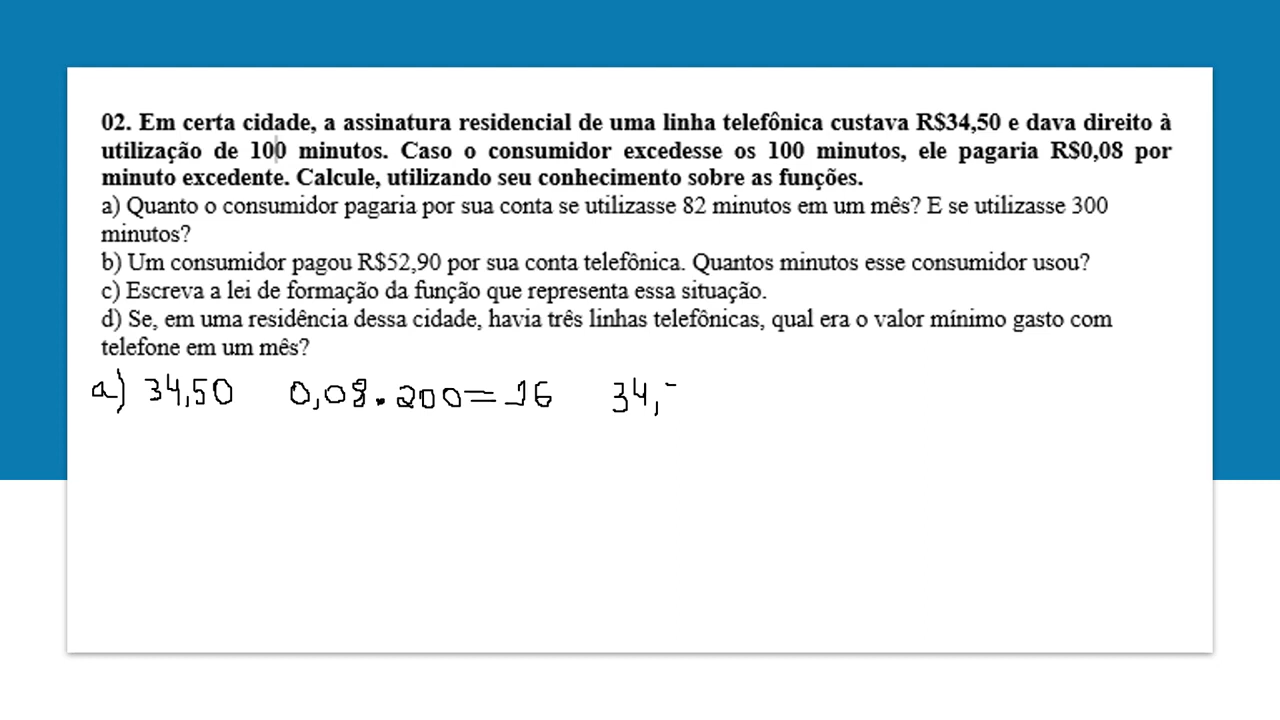 02. Em certa cidade, a assinatura residencial de uma linha telefônica custava R$34,50 e dava direito à
utilização de 100 minutos. Caso o consumidor excedesse os 100 minutos, ele pagaria R$0,08 por
minuto excedente. Calcule, utilizando seu conhecimento sobre as funções.
a) Quanto o consumidor pagaria por sua conta se utilizasse 82 minutos em um mês? E se utilizasse 300
minutos?
b) Um consumidor pagou R$52,90 por sua conta telefônica. Quantos minutos esse consumidor usou?
c) Escreva a lei de formação da função que representa essa situação.
d) Se, em uma residência dessa cidade, havia três linhas telefônicas, qual era o valor mínimo gasto com
telefone em um mês?
a) 34,50 0,08.200=16 34,